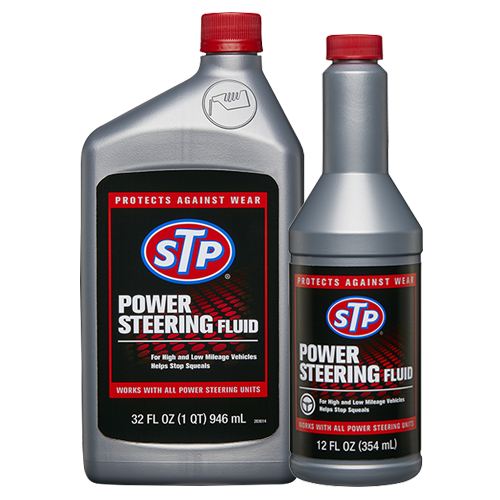 PROTECTS AGAINST WEAR
STP®
POWER
STEERING FLUID
For High and Low Mileage Vehicles
Helps Stop Squeals
WORKS WITH ALL POWER STEERING UNITS
32 FL OZ (1 QT) 946 mL
PROTECTS AGAINST WEAR
STP®
POWER
STEERING FLUID
For High and Low Mileage Vehicles
Helps Stop Squeals
WORKS WITH ALL POWER STEERING UNITS
12 FL OZ (354 mL)